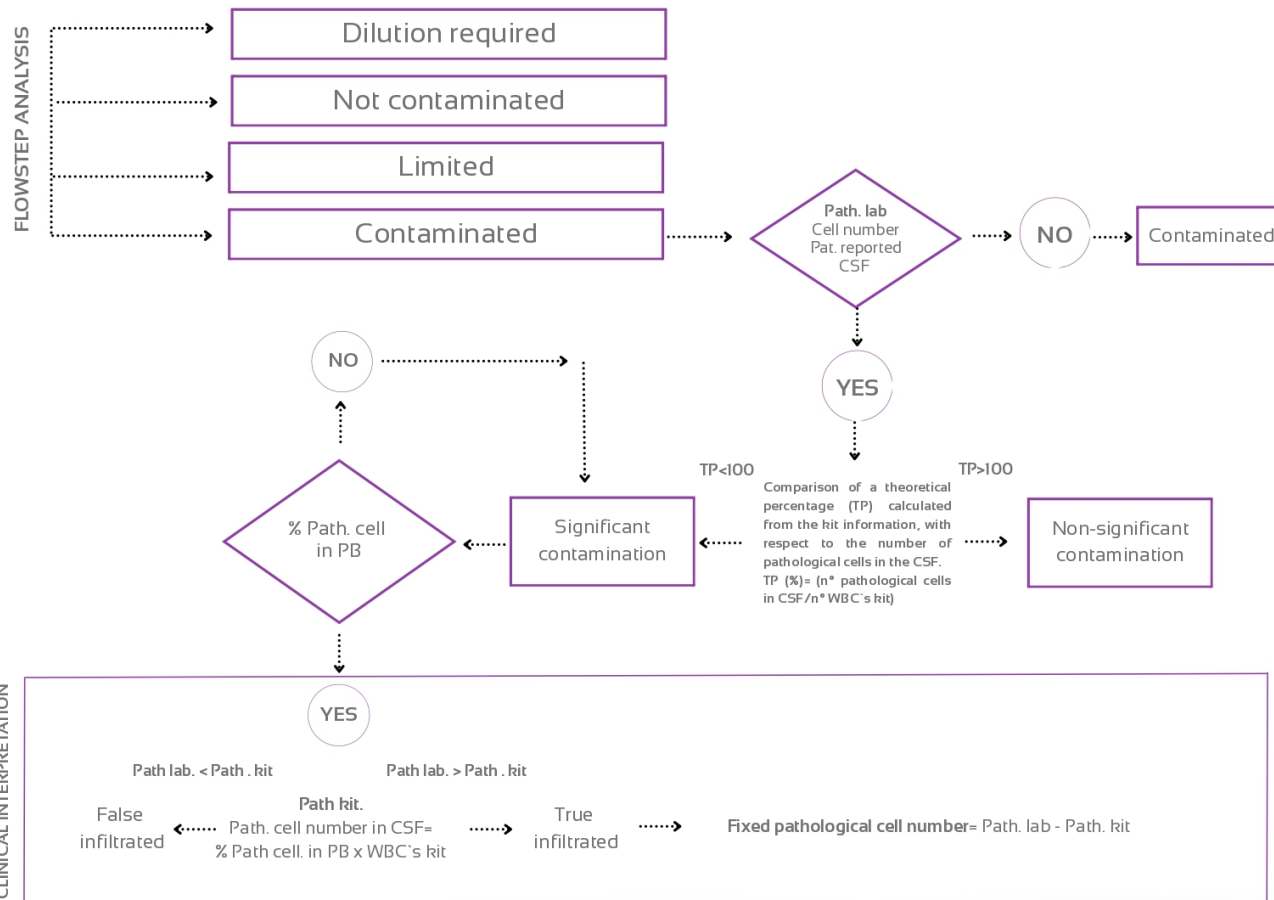 FLOWSTEP ANALYSIS
Dilution required
Not contaminated
Limited
Contaminated
Path. lab
Cell number
Pat. reported
CSF
NO
Contaminated
YES
NO
TP<100
TP>100
% Path. cell
in PB
Significant
contamination
Comparison of a theoretical
percentage (TP) calculated
from the kit information, with
respect to the number of
pathological cells in the CSF.
TP (%)= (n° pathological cells
in CSF/n° WBC`s kit)
Non-significant
contamination
CLINICAL INTERPRETATION
YES
Path lab. < Path . kit
Path lab. > Path . kit
False
infiltrated
Path kit.
Path. cell number in CSF=
% Path cell. in PB x WBC`s kit
True
infiltrated
Fixed pathological cell number= Path. lab - Path. kit